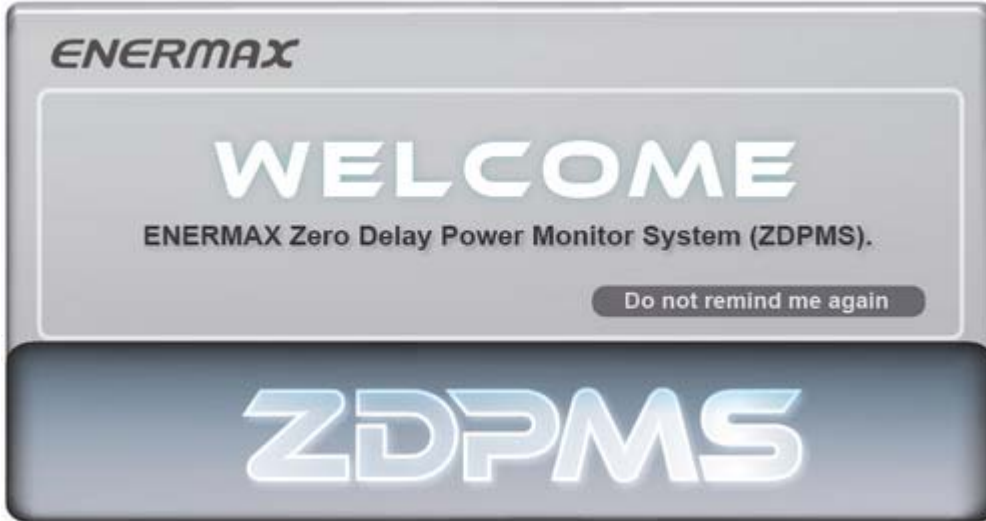 ENERMAX
WELCOME
ENERMAX Zero Delay Power Monitor System (ZDPMS).
Do not remind me again
ZDPMS